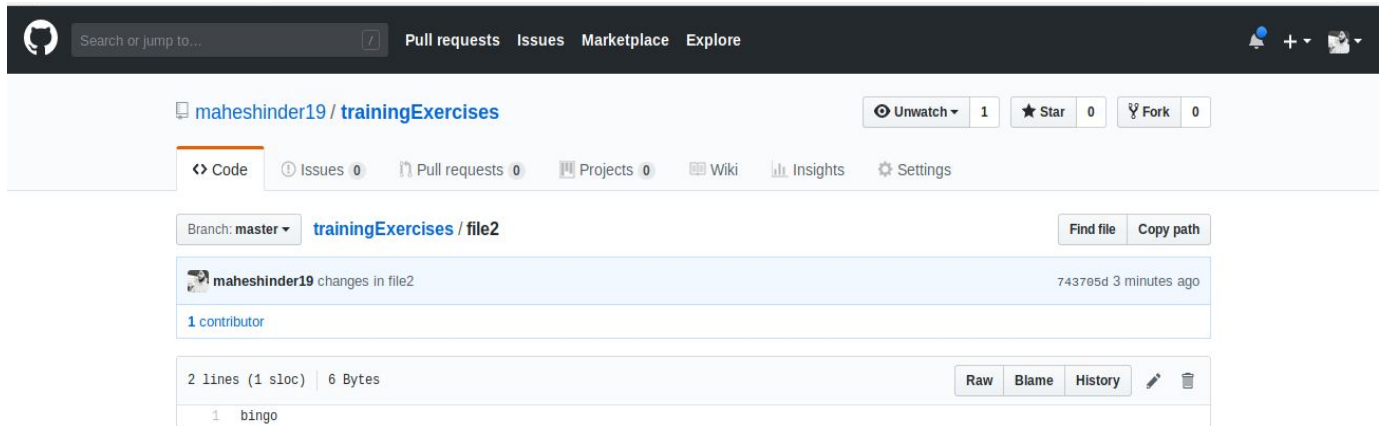 Search or jump to... / Pull requests Issues Marketplace Explore
maheshinder19 / trainingExercises Unwatch 1 Star 0 Fork 0
Code Issues 0 Pull requests 0 Projects 0 Wiki Insights Settings
Branch: master trainingExercises / file2 Find file Copy path
maheshinder19 changes in file2 743705d 3 minutes ago
1 contributor
2 lines (1 sloc) 6 Bytes Raw Blame History
1 bingo